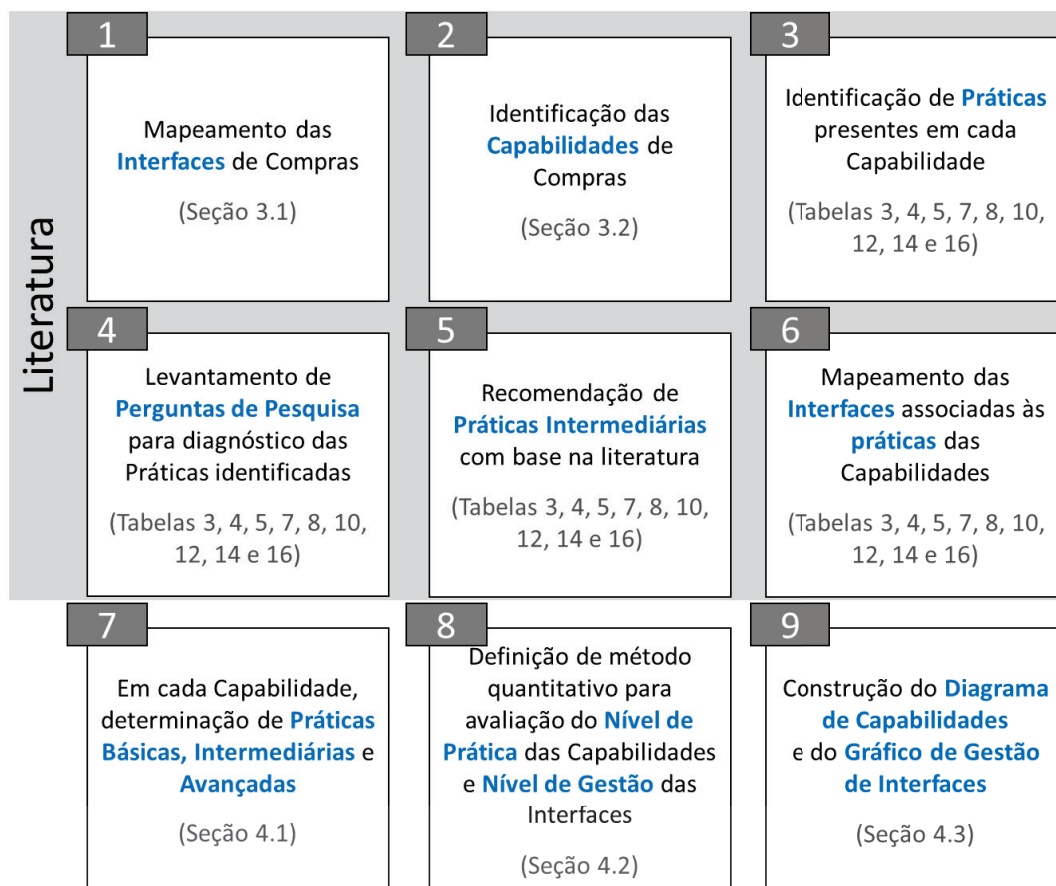 Literatura
1
Mapeamento das
Interfaces de Compras
(Seção 3.1)
2
Identificação das
Capabilidades de
Compras
(Seção 3.2)
3
Identificação de Práticas
presentes em cada
Capabilidade
(Tabelas 3, 4, 5, 7, 8, 10,
12, 14 e 16)
4
Levantamento de
Perguntas de Pesquisa
para diagnóstico das
Práticas identificadas
(Tabelas 3, 4, 5, 7, 8, 10,
12, 14 e 16)
5
Recomendação de
Práticas Intermediárias
com base na literatura
(Tabelas 3, 4, 5, 7, 8, 10,
12, 14 e 16)
6
Mapeamento das
Interfaces associadas às
práticas das
Capabilidades
(Tabelas 3, 4, 5, 7, 8, 10,
12, 14 e 16)
7
Em cada Capabilidade,
determinação de Práticas
Básicas, Intermediárias e
Avançadas
(Seção 4.1)
8
Definição de método
quantitativo para
avaliação do Nível de
Prática das Capabilidades
e Nível de Gestão das
Interfaces
(Seção 4.2)
9
Construção do Diagrama
de Capabilidades
e do Gráfico de Gestão
de Interfaces
(Seção 4.3)